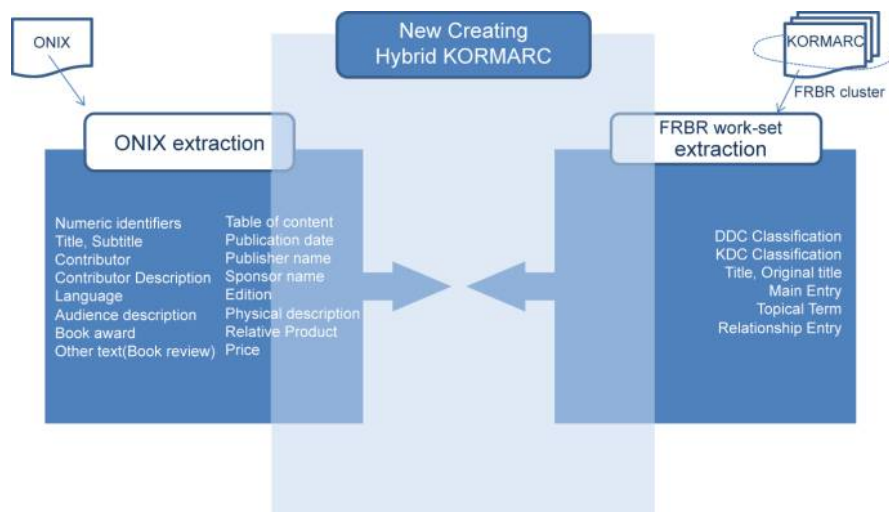 ONIX
New Creating
Hybrid KORMARC
KORMARC
FRBR cluster
ONIX extraction
Numeric identifiers
Title, Subtitle
Contributor
Contributor Description
Language
Audience description
Book award
Other text(Book review)
Table of content
Publication date
Publisher name
Sponsor name
Edition
Physical description
Relative Product
Price
FRBR work-set
extraction
DDC Classification
KDC Classification
Title, Original title
Main Entry
Topical Term
Relationship Entry